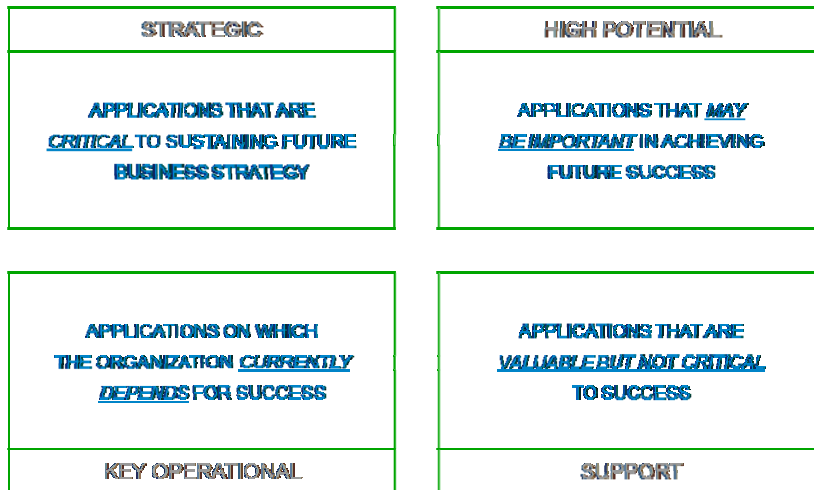 STRATEGIC
APPLICATIONS THAT ARE
CRITICAL TO SUSTAINING FUTURE
BUSINESS STRATEGY
HIGH POTENTIAL
APPLICATIONS THAT MAY
BE IMPORTANT IN ACHIEVING
FUTURE SUCCESS
APPLICATIONS ON WHICH
THE ORGANIZATION CURRENTLY
DEPENDS FOR SUCCESS
KEY OPERATIONAL
APPLICATIONS THAT ARE
VALUABLE BUT NOT CRITICAL
TO SUCCESS
SUPPORT